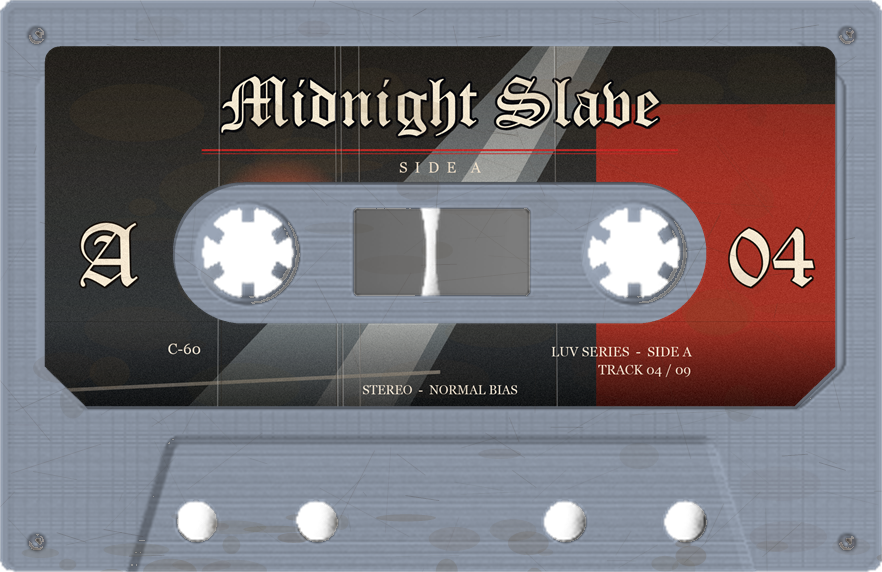 Midnight Slave
SIDE A
A
04
C-60
LUV SERIES - SIDE A
TRACK 04 / 09
STEREO - NORMAL BIAS